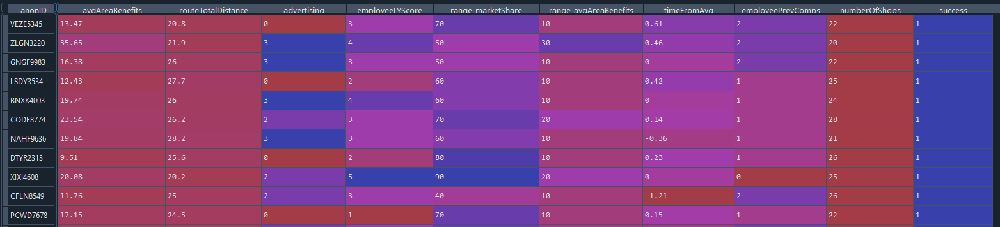 anonID avgAreaBenefits routeTotalDistance advertising employeeLYScore range_marketShare range_avgAreaBenefits timeFromAvg employeePrevComps numberOfShops success
VEZE5345 13.47 20.8 0 3 70 10 0.61 2 22 1
ZLGN3220 35.65 21.9 3 4 50 30 0.46 2 20 1
GNGF9983 16.38 26 3 3 50 10 0 2 22 1
LSDY3534 12.43 27.7 0 2 60 10 0.42 1 25 1
BNXK4003 19.74 26 3 4 60 10 0 1 24 1
CODE8774 23.54 26.2 2 3 70 20 0.14 1 28 1
NAHF9636 19.84 28.2 3 3 60 10 -0.36 1 21 1
DTYR2313 9.51 25.6 0 2 80 10 0.23 1 26 1
XIXI4608 20.08 20.2 2 5 90 20 0 0 25 1
CFLN8549 11.76 25 2 3 40 10 -1.21 2 26 1
PCWD7678 17.15 24.5 0 1 70 10 0.15 1 22 1